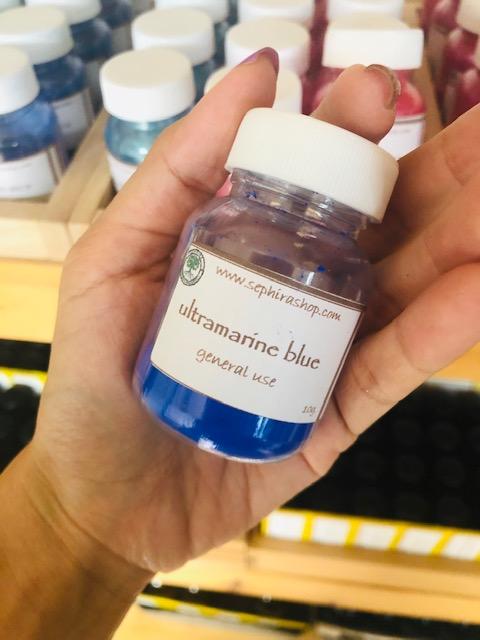 www.sephirashop.com
ultramarine blue
general use
10g